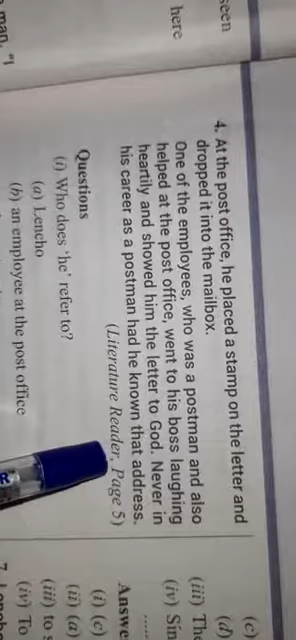 seen
here
man. "I
4. At the post office, he placed a stamp on the letter and
dropped it into the mailbox.
One of the employees, who was a postman and also
helped at the post office, went to his boss laughing
heartily and showed him the letter to God. Never in
his career as a postman had he known that address.
(Literature Reader, Page 5)
Questions
(i) Who does 'he' refer to?
(a) Lencho
(b) an employee at the post office
(c)
(d)
(iii)
(iv)
.....
Answe
(i) (c)
(ii) (a)
(iii) to
(iv) To
7.